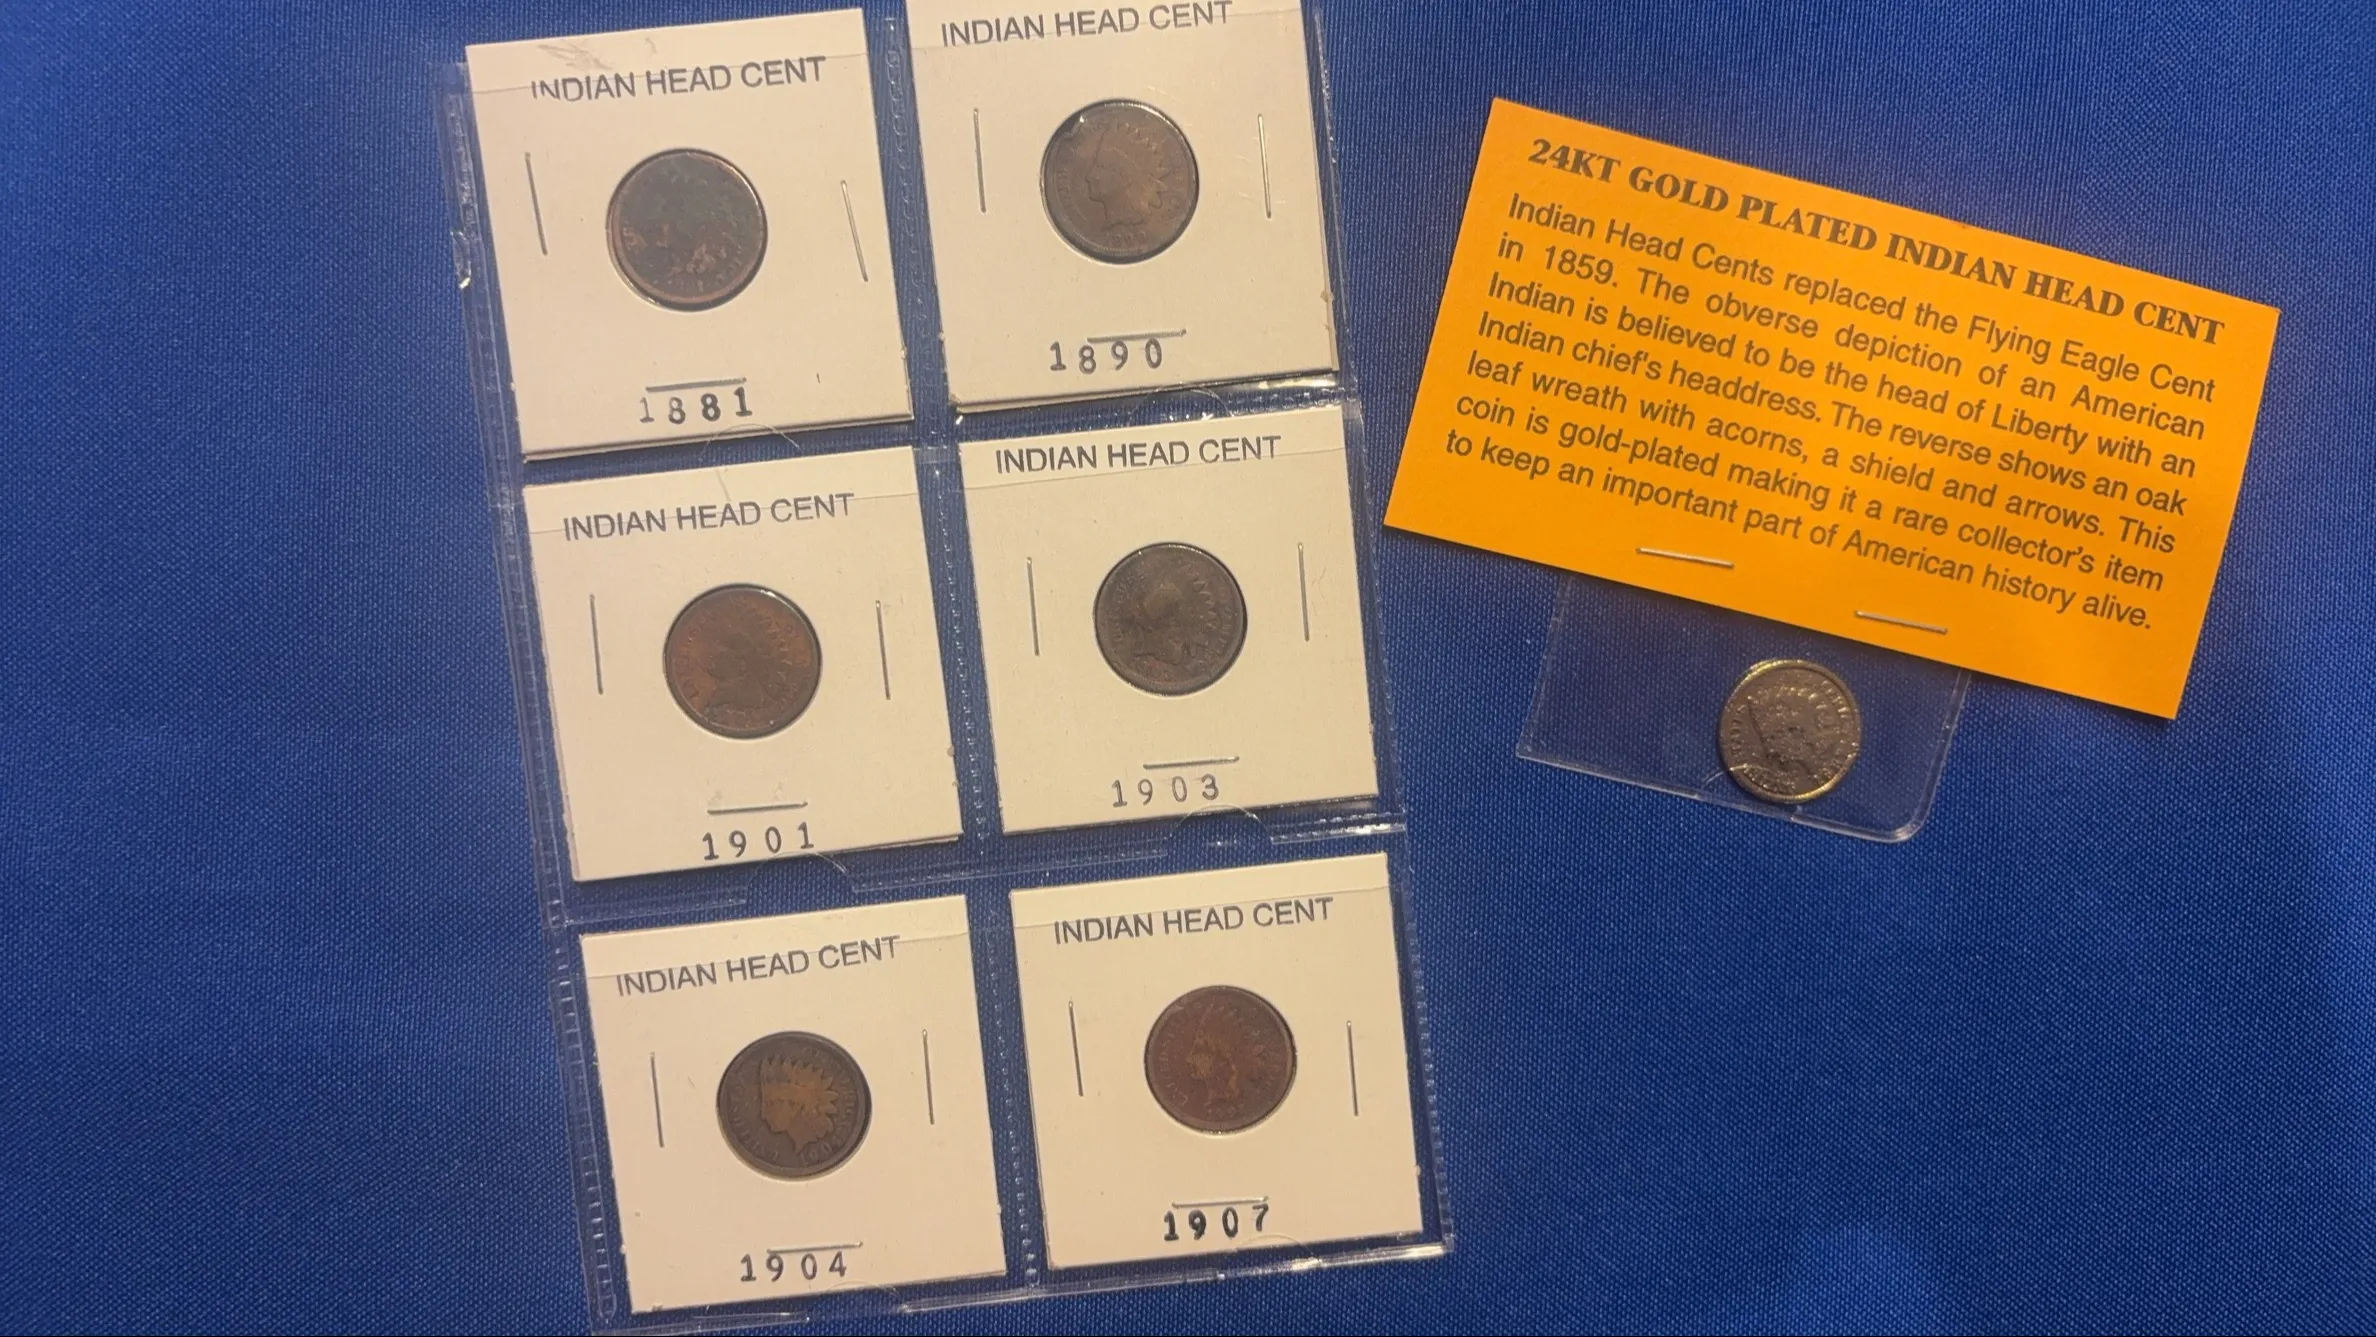 INDIAN HEAD CENT
1881
INDIAN HEAD CENT
1890
INDIAN HEAD CENT
1901
INDIAN HEAD CENT
1903
INDIAN HEAD CENT
1904
INDIAN HEAD CENT
1907
24KT GOLD PLATED INDIAN HEAD CENT
Indian Head Cents replaced the Flying Eagle Cent
in 1859. The obverse depiction of an American
Indian is believed to be the head of Liberty with an
Indian chief's headdress. The reverse shows an oak
leaf wreath with acorns, a shield and arrows. This
coin is gold-plated making it a rare collector's item
to keep an important part of American history alive.